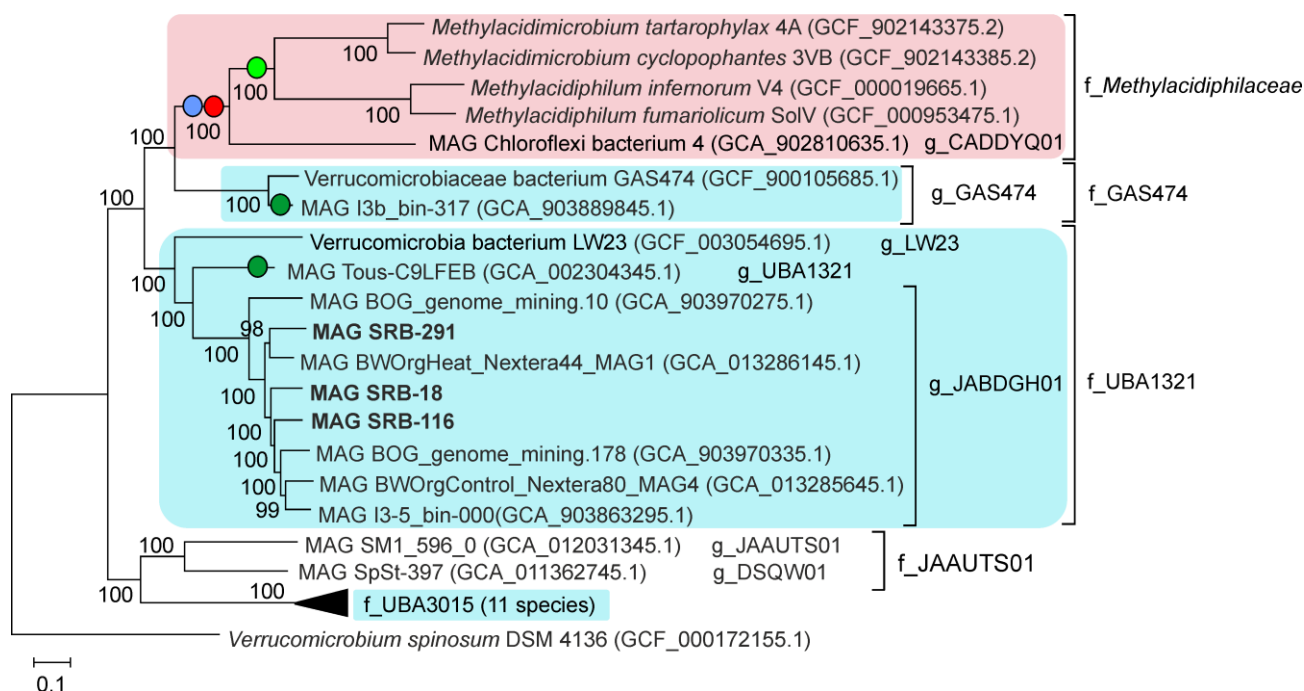 100 Methylacidimicrobium tartarophylax 4A (GCF_902143375.2)
Methylacidimicrobium cyclopophantes 3VB (GCF_902143385.2)
100 Methylacidiphilum infernorum V4 (GCF_000019665.1) f_Methylacidiphilaceae
100 Methylacidiphilum fumariolicum SolV (GCF_000953475.1)
100 100 MAG Chloroflexi bacterium 4 (GCA_902810635.1) g_CADDYQ01
Verrucomicrobiaceae bacterium GAS474 (GCF_900105685.1)
100 100 MAG I3b_bin-317 (GCA_903889845.1) g_GAS474 f_GAS474
Verrucomicrobia bacterium LW23 (GCF_003054695.1) g_LW23
100 MAG Tous-C9LFEB (GCA_002304345.1) g_UBA1321
100 MAG BOG_genome_mining.10 (GCA_903970275.1)
100 98 MAG SRB-291
MAG BWOrgHeat_Nextera44_MAG1 (GCA_013286145.1)
100 MAG SRB-18 g_JABDGH01 f_UBA1321
100 MAG SRB-116
100 MAG BOG_genome_mining.178 (GCA_903970335.1)
100 MAG BWOrgControl_Nextera80_MAG4 (GCA_013285645.1)
99 MAG I3-5_bin-000(GCA_903863295.1)
100 MAG SM1_596_0 (GCA_012031345.1) g_JAAUTS01
MAG SpSt-397 (GCA_011362745.1) g_DSQW01 f_JAAUTS01
100 100 f_UBA3015 (11 species)
Verrucomicrobium spinosum DSM 4136 (GCF_000172155.1)
0.1